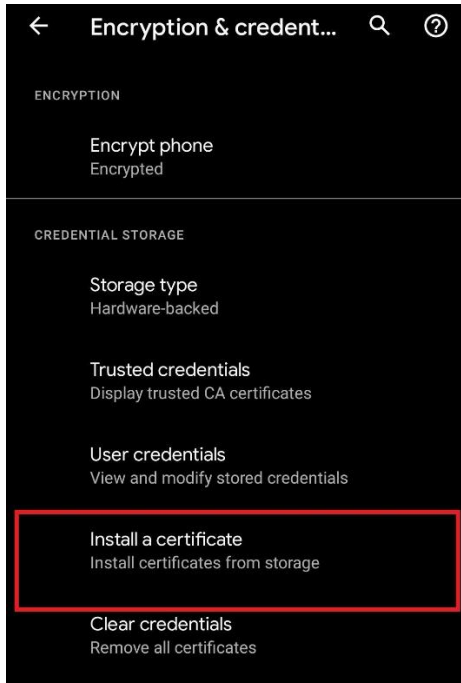 Encryption & credent...
ENCRYPTION
Encrypt phone
Encrypted
CREDENTIAL STORAGE
Storage type
Hardware-backed
Trusted credentials
Display trusted CA certificates
User credentials
View and modify stored credentials
Install a certificate
Install certificates from storage
Clear credentials
Remove all certificates